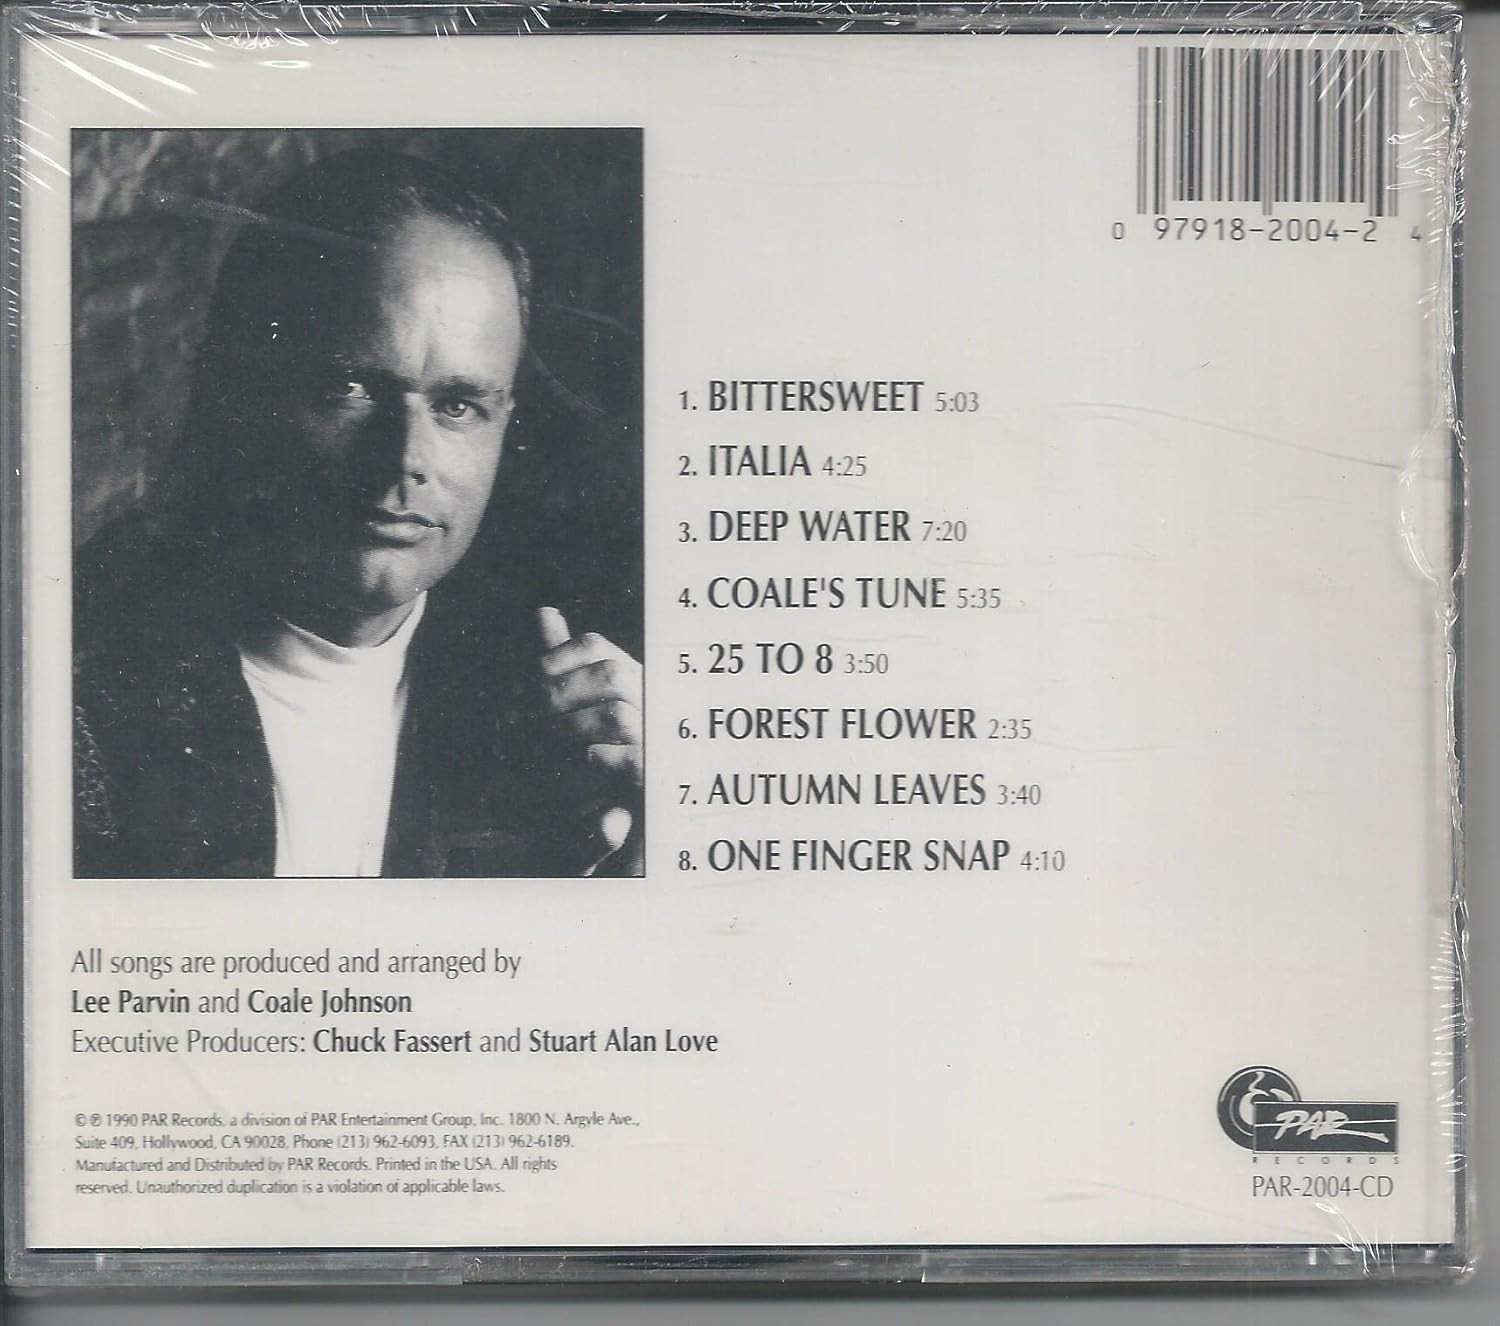 0 97918-2004-2 4
1. BITTERSWEET 5:03
2. ITALIA 4:25
3. DEEP WATER 7:20
4. COALE'S TUNE 5:35
5. 25 TO 8 3:50
6. FOREST FLOWER 2:35
7. AUTUMN LEAVES 3:40
8. ONE FINGER SNAP 4:10
All songs are produced and arranged by
Lee Parvin and Coale Johnson
Executive Producers: Chuck Fassert and Stuart Alan Love
© ℗ 1990 PAR Records, a division of PAR Entertainment Group, Inc. 1800 N. Argyle Ave.,
Suite 409, Hollywood, CA 90028, Phone (213) 962-6093, FAX (213) 962-6189.
Manufactured and Distributed by PAR Records. Printed in the USA. All rights
reserved. Unauthorized duplication is a violation of applicable laws.
PAR
RECORDS
PAR-2004-CD